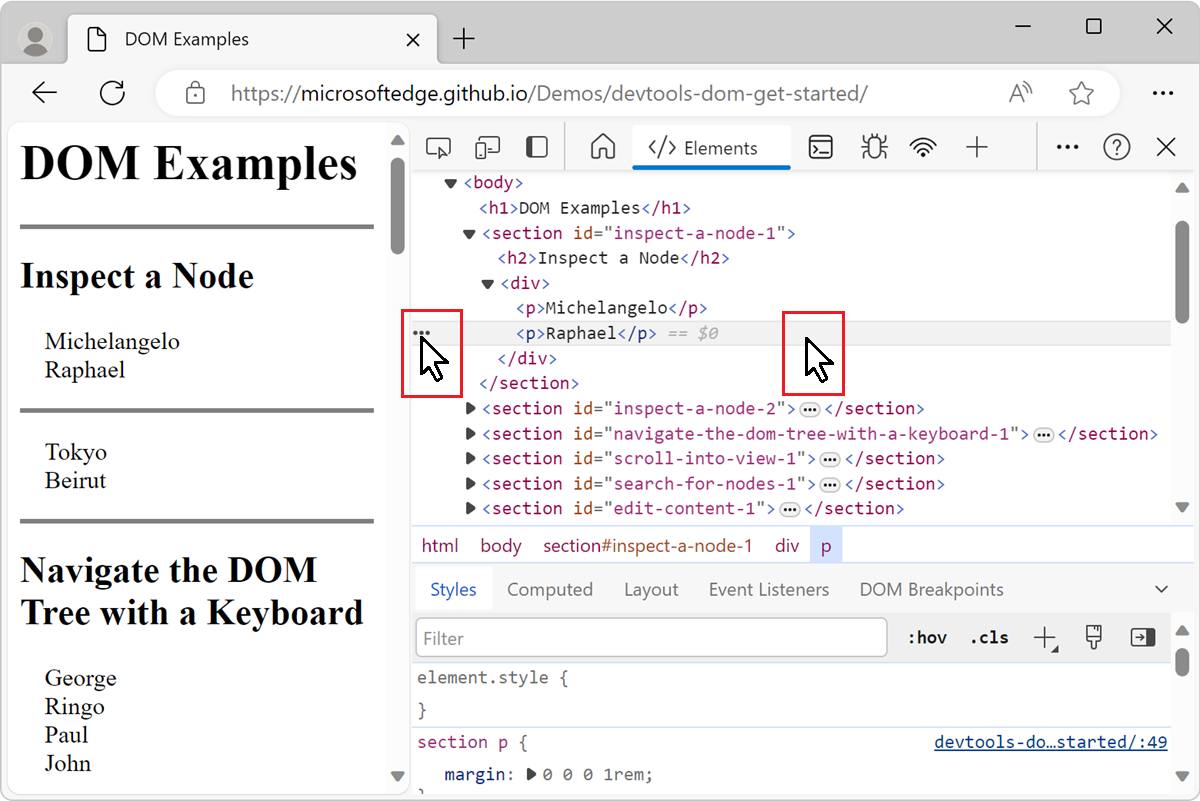 DOM Examples
https://microsoftedge.github.io/Demos/devtools-dom-get-started/
DOM Examples
Inspect a Node
Michelangelo
Raphael
Tokyo
Beirut
Navigate the DOM
Tree with a Keyboard
George
Ringo
Paul
John
</> Elements
<body>
<h1>DOM Examples</h1>
<section id="inspect-a-node-1">
<h2>Inspect a Node</h2>
<div>
<p>Michelangelo</p>
<p>Raphael</p> == $0
</div>
</section>
<section id="inspect-a-node-2">…</section>
<section id="navigate-the-dom-tree-with-a-keyboard-1">…</section>
<section id="scroll-into-view-1">…</section>
<section id="search-for-nodes-1">…</section>
<section id="edit-content-1">…</section>
html body section#inspect-a-node-1 div p
Styles Computed Layout Event Listeners DOM Breakpoints
Filter :hov .cls
element.style {
}
section p { devtools-do…started/:49
margin: 0 0 0 1rem;
}